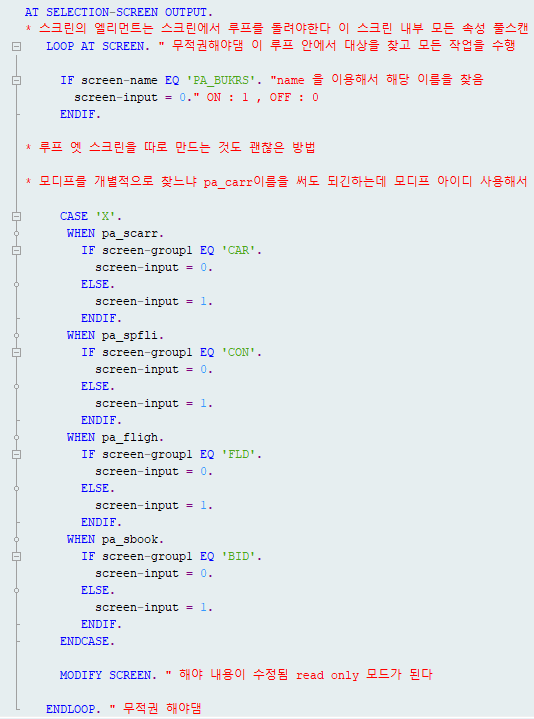 AT SELECTION-SCREEN OUTPUT.
* 스크린의 엘리먼트는 스크린에서 루프를 돌려야한다 이 스크린 내부 모든 속성 풀스캔
LOOP AT SCREEN. " 무적권해야댐 이 루프 안에서 대상을 찾고 모든 작업을 수행
IF screen-name EQ 'PA_BUKRS'. "name 을 이용해서 해당 이름을 찾음
screen-input = 0." ON : 1 , OFF : 0
ENDIF.
* 루프 엣 스크린을 따로 만드는 것도 괜찮은 방법
* 모디프를 개별적으로 찾느냐 pa_carr이름을 써도 되긴하는데 모디프 아이디 사용해서
CASE 'X'.
WHEN pa_scarr.
IF screen-group1 EQ 'CAR'.
screen-input = 0.
ELSE.
screen-input = 1.
ENDIF.
WHEN pa_spfli.
IF screen-group1 EQ 'CON'.
screen-input = 0.
ELSE.
screen-input = 1.
ENDIF.
WHEN pa_fligh.
IF screen-group1 EQ 'FLD'.
screen-input = 0.
ELSE.
screen-input = 1.
ENDIF.
WHEN pa_sbook.
IF screen-group1 EQ 'BID'.
screen-input = 0.
ELSE.
screen-input = 1.
ENDIF.
ENDCASE.
MODIFY SCREEN. " 해야 내용이 수정됨 read only 모드가 된다
ENDLOOP. " 무적권 해야댐